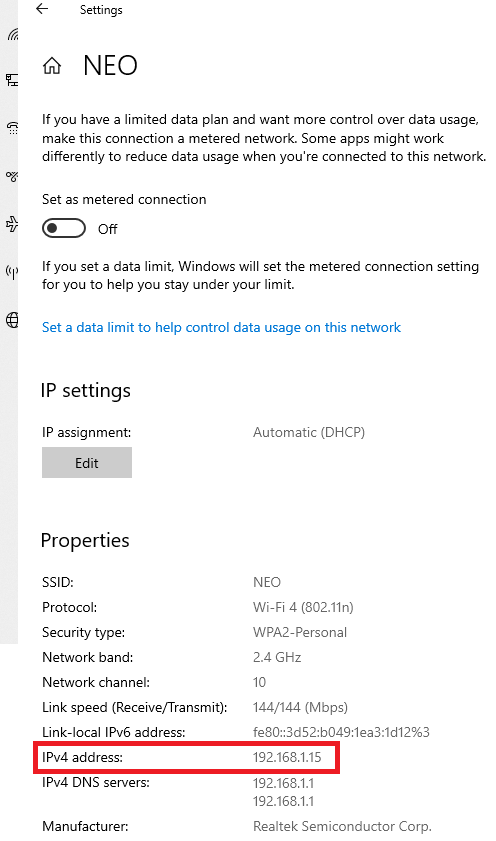 Settings
NEO
If you have a limited data plan and want more control over data usage,
make this connection a metered network. Some apps might work
differently to reduce data usage when you're connected to this network.
Set as metered connection
Off
If you set a data limit, Windows will set the metered connection setting
for you to help you stay under your limit.
Set a data limit to help control data usage on this network
IP settings
IP assignment: Automatic (DHCP)
Edit
Properties
SSID: NEO
Protocol: Wi-Fi 4 (802.11n)
Security type: WPA2-Personal
Network band: 2.4 GHz
Network channel: 10
Link speed (Receive/Transmit): 144/144 (Mbps)
Link-local IPv6 address: fe80::3d52:b049:1ea3:1d12%3
IPv4 address: 192.168.1.15
IPv4 DNS servers: 192.168.1.1
192.168.1.1
Manufacturer: Realtek Semiconductor Corp.